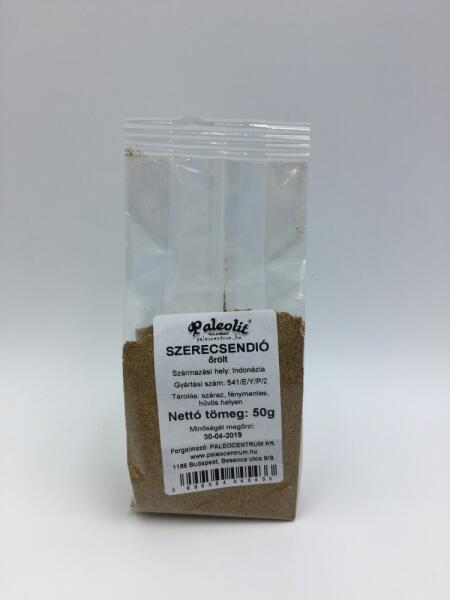 Paleolit
paleocentrum.hu
SZERECSENDIÓ
őrölt
Származási hely: Indonézia
Gyártási szám: 541/E/Y/P/2
Tárolás: száraz, fénymentes,
hűvös helyen
Nettó tömeg: 50g
Minőségét megőrzi:
30-04-2019
Forgalmazó: PALEOCENTRUM Kft.
www.paleocentrum.hu
1186 Budapest, Besence utca 9/B.